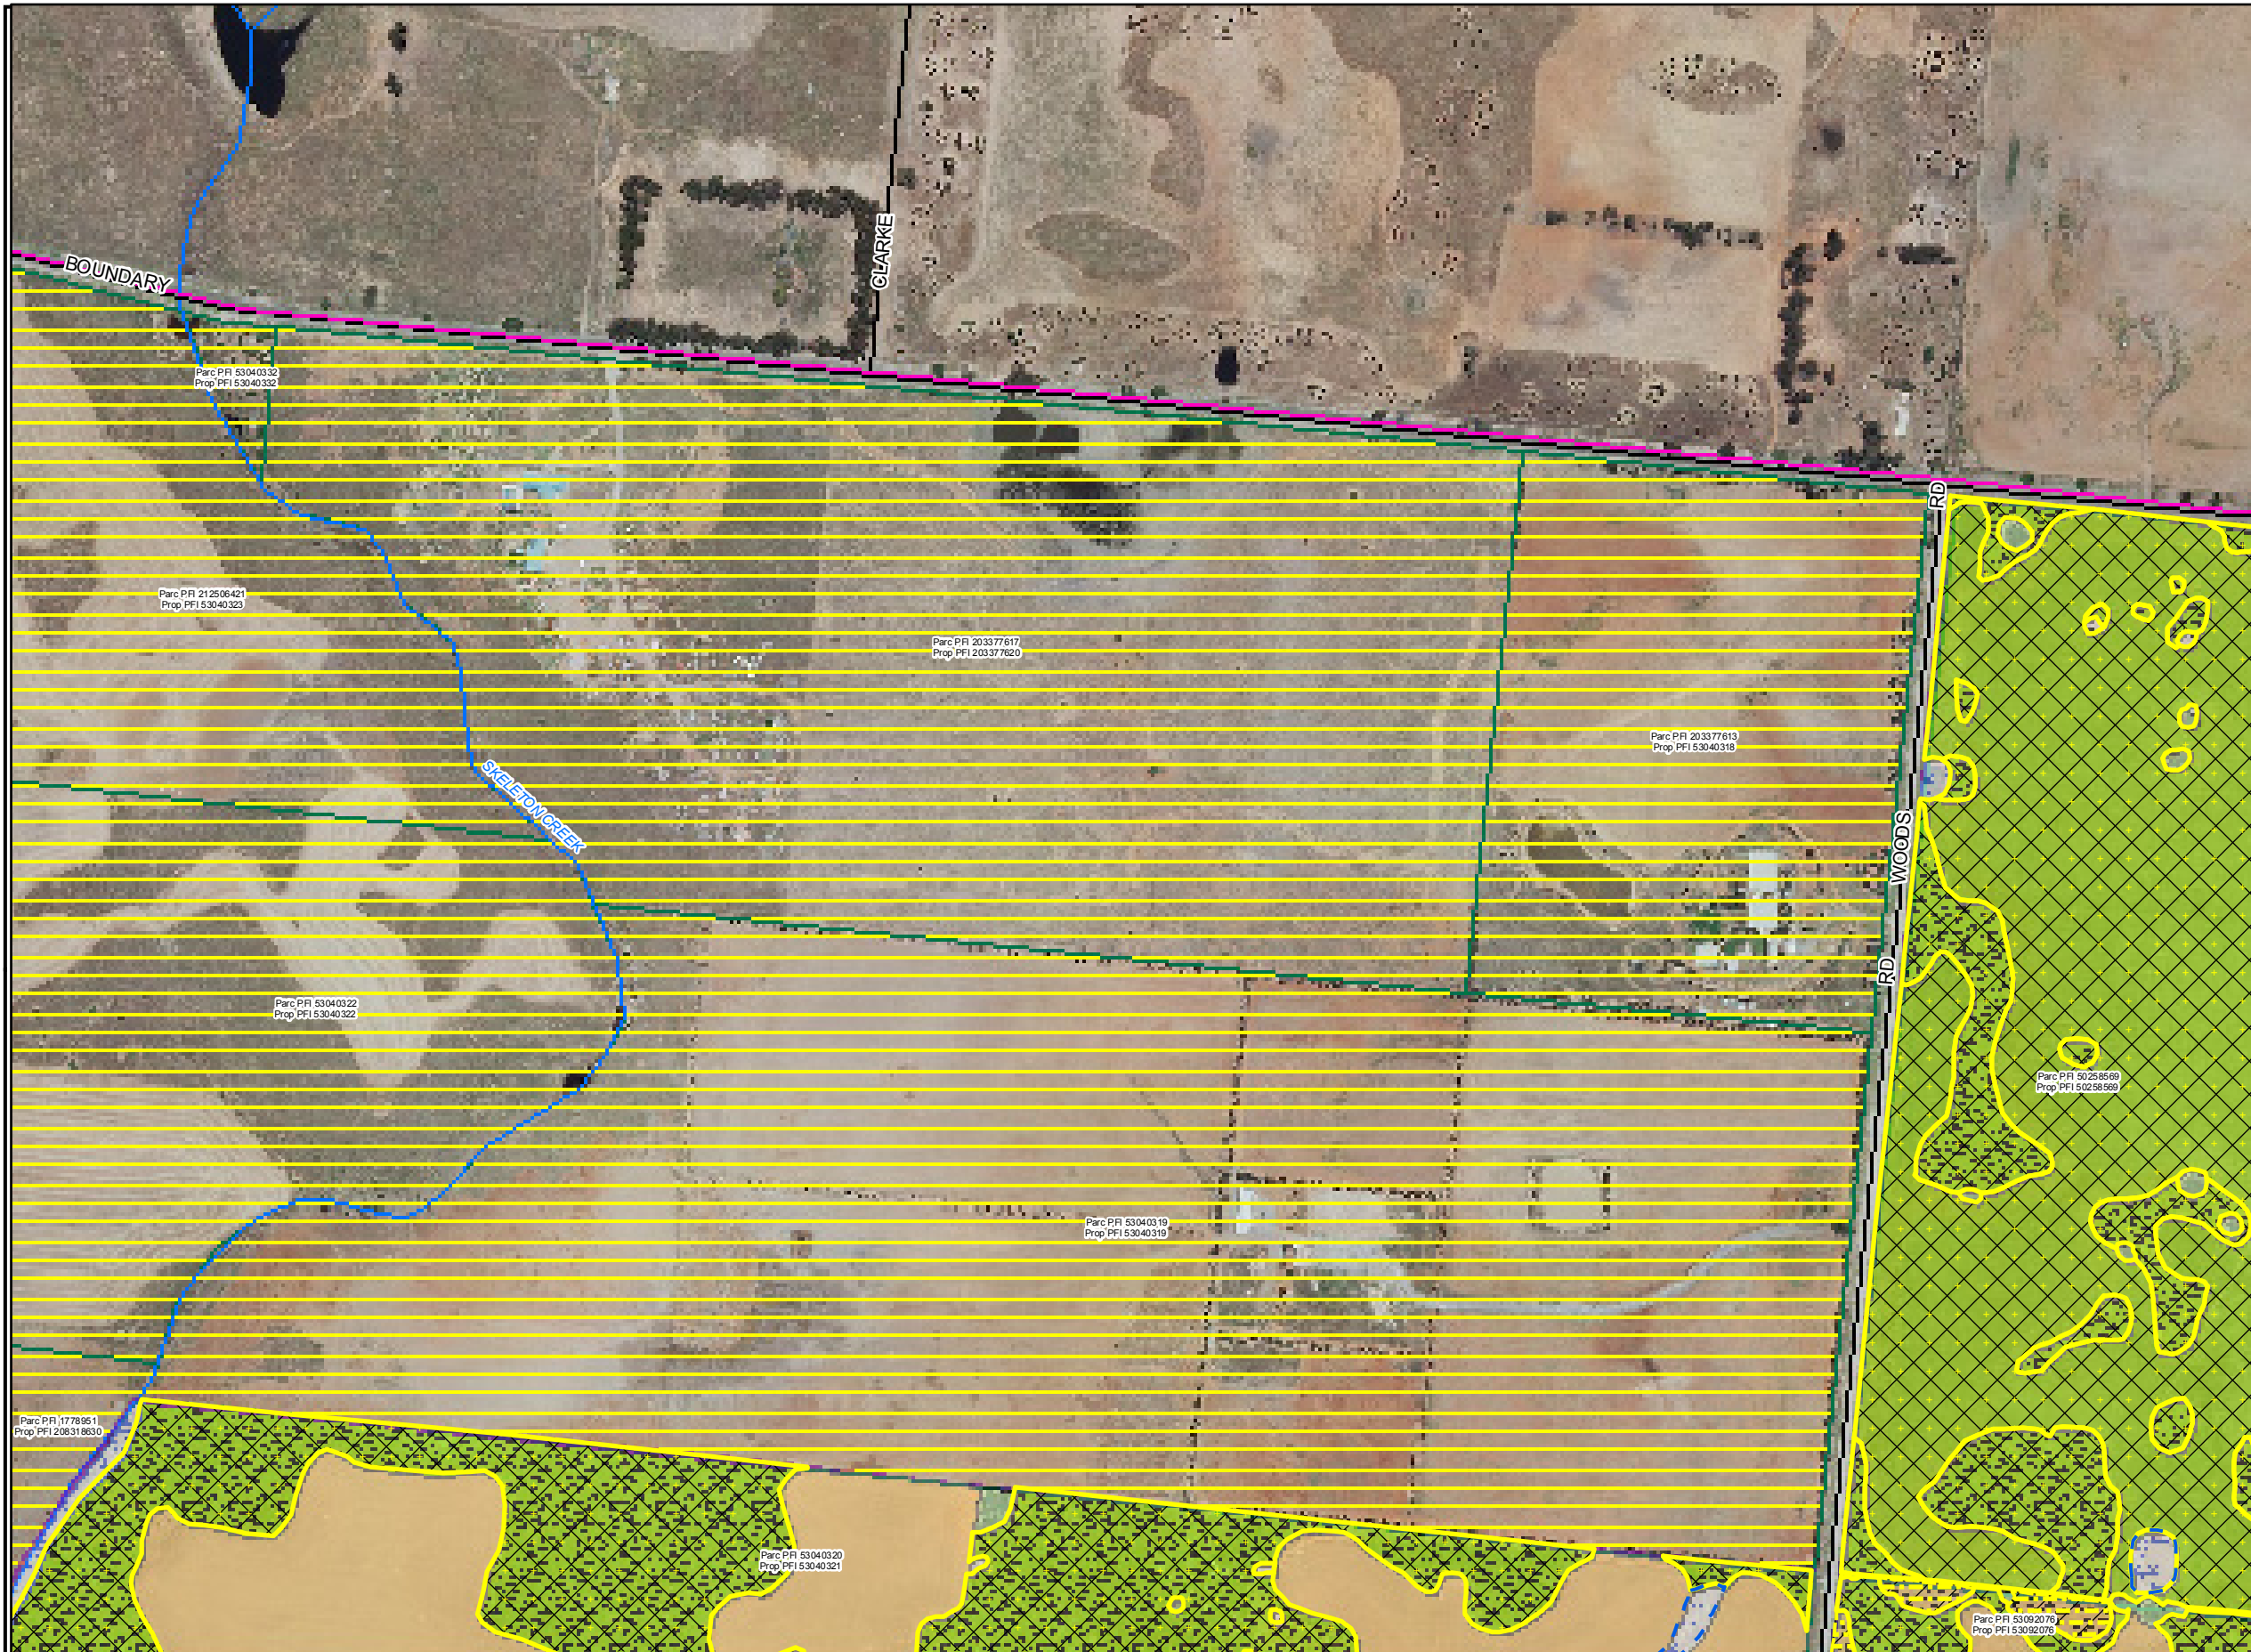 BOUNDARY
CLARKE
Parc PFI 53040332
Prop PFI 53040332
RD
Parc PFI 212506421
Prop PFI 53040323
Parc PFI 203377617
Prop PFI 203377620
Parc PFI 203377613
Prop PFI 53040318
SKELETON CREEK
WOODS
RD
Parc PFI 53040322
Prop PFI 53040322
Parc PFI 50258569
Prop PFI 50258569
Parc PFI 53040319
Prop PFI 53040319
Parc PFI 1778951
Prop PFI 208318630
Parc PFI 53040320
Prop PFI 53040321
Parc PFI 53092076
Prop PFI 53092076